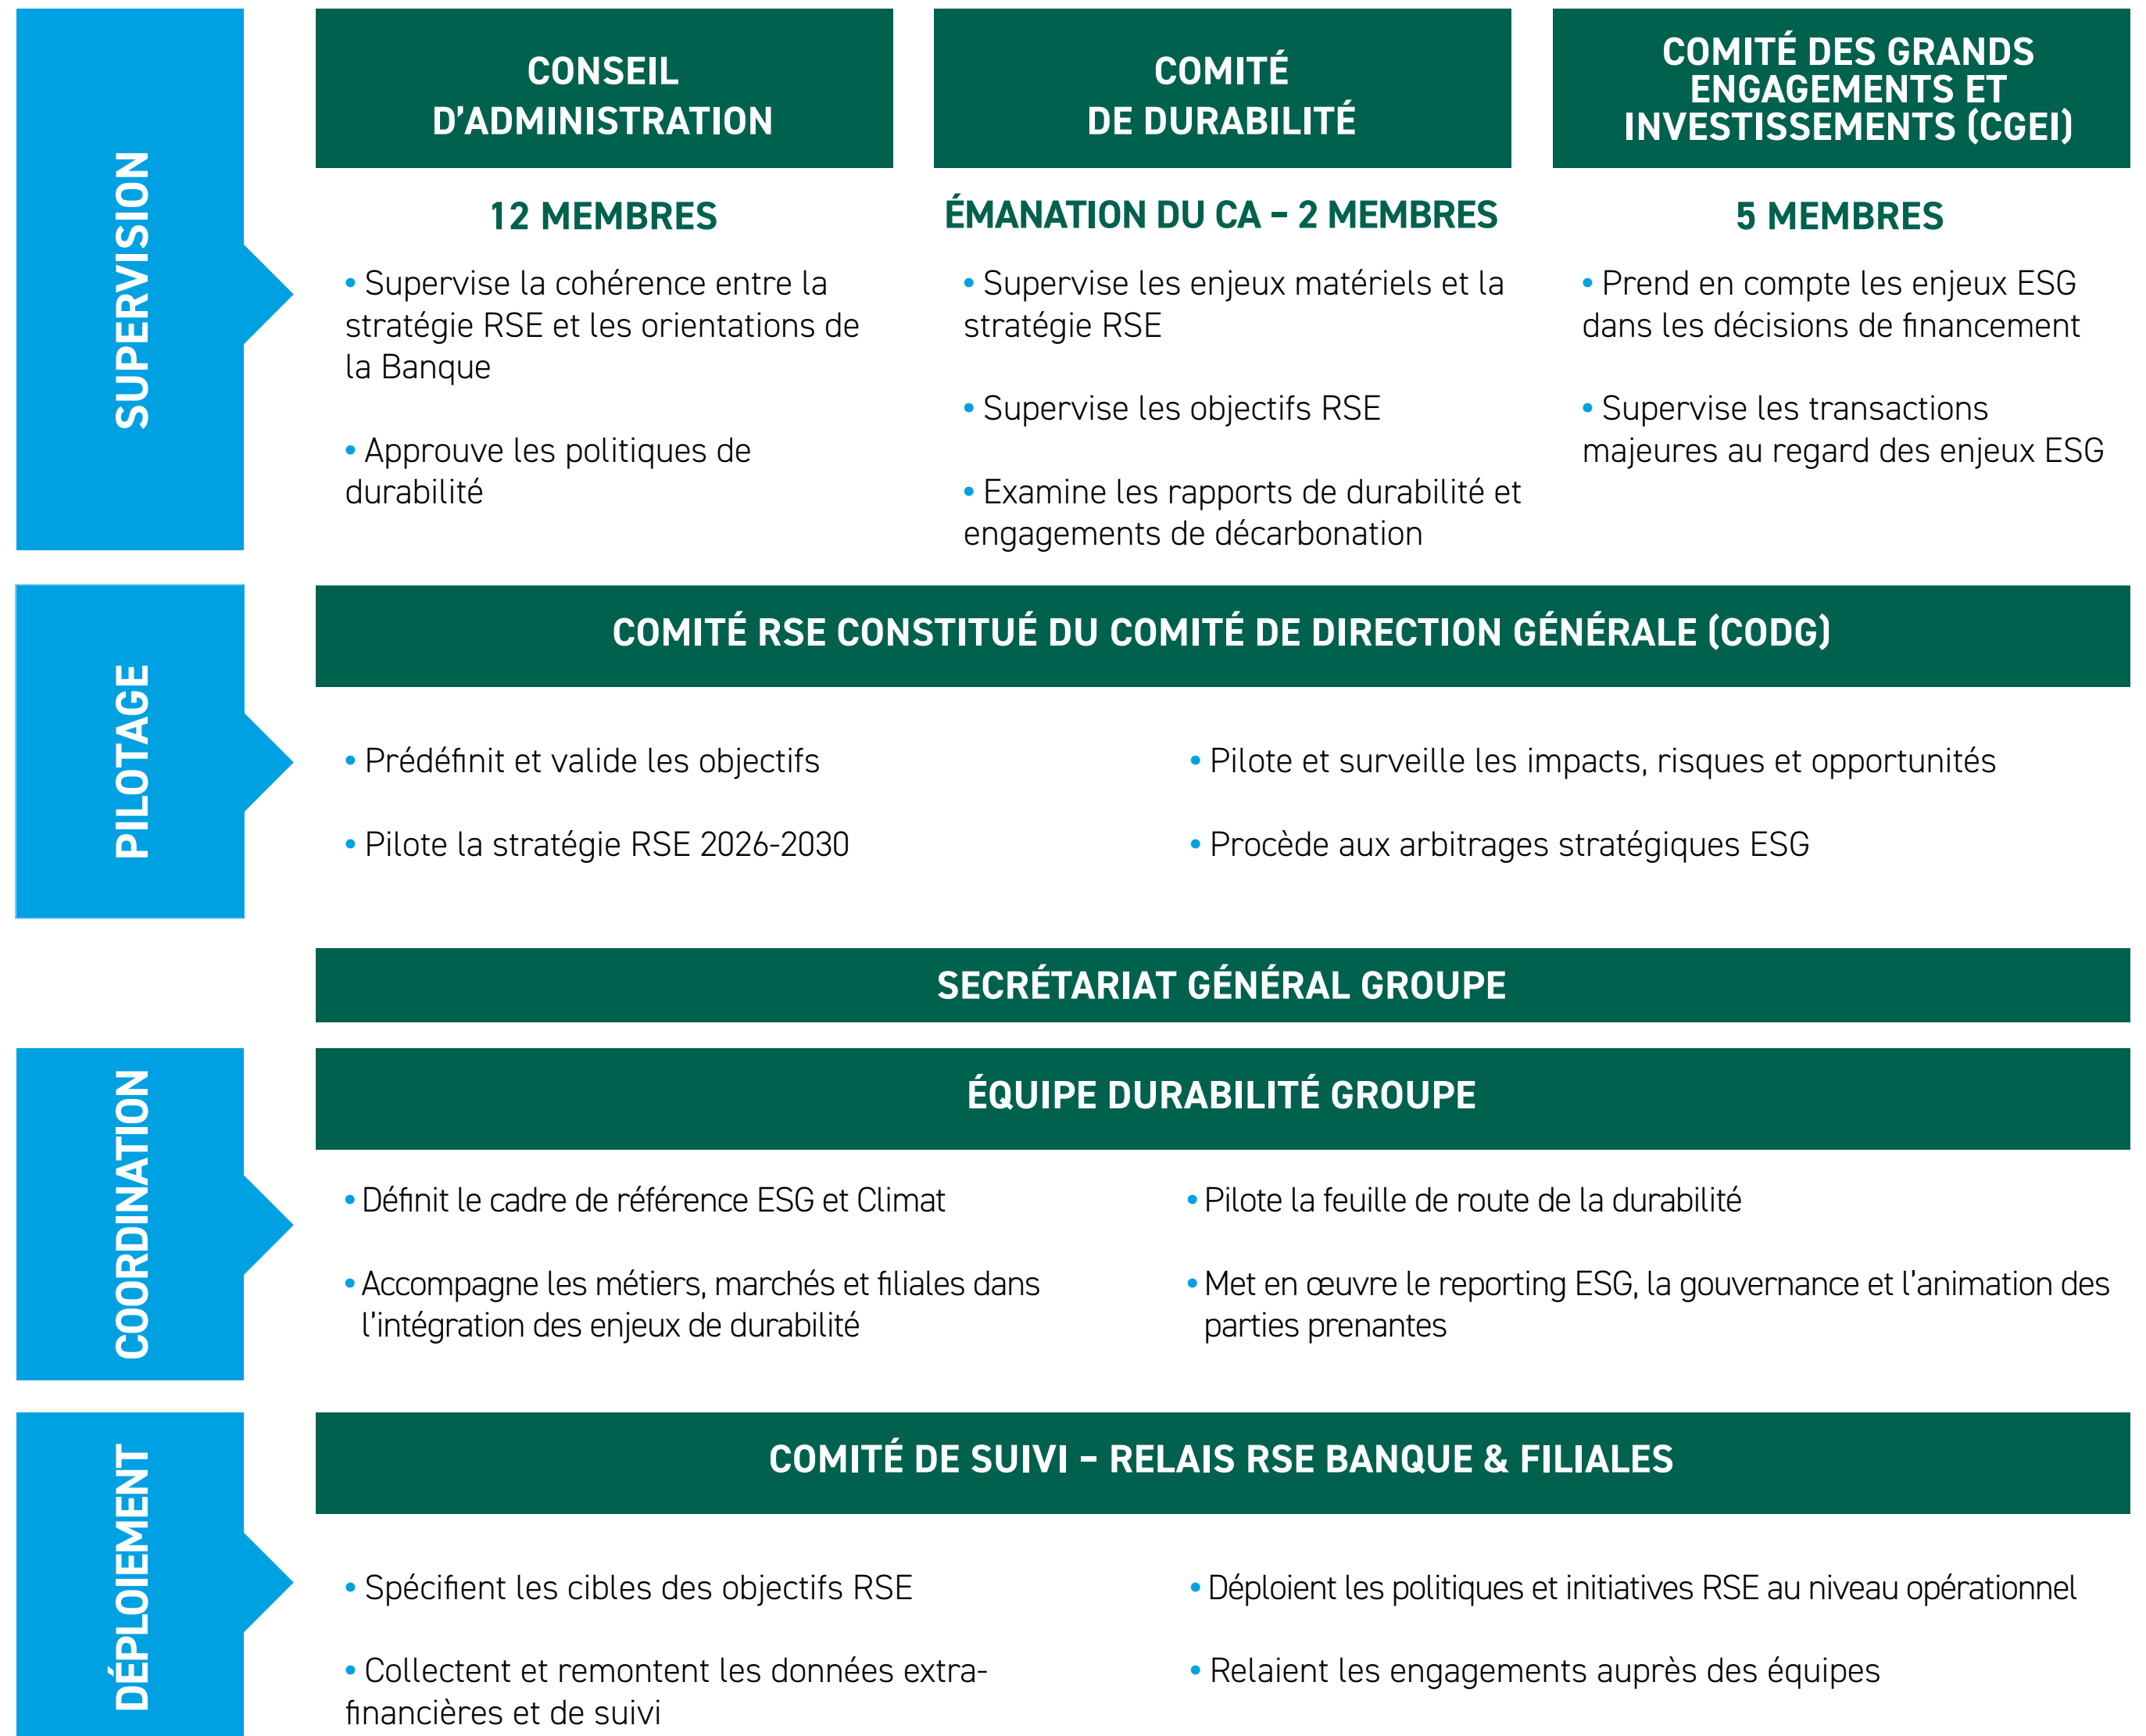 SUPERVISION
CONSEIL
D’ADMINISTRATION
12 MEMBRES
• Supervise la cohérence entre la
stratégie RSE et les orientations de
la Banque
• Approuve les politiques de
durabilité
COMITÉ
DE DURABILITÉ
ÉMANATION DU CA – 2 MEMBRES
• Supervise les enjeux matériels et la
stratégie RSE
• Supervise les objectifs RSE
• Examine les rapports de durabilité et
engagements de décarbonation
COMITÉ DES GRANDS
ENGAGEMENTS ET
INVESTISSEMENTS (CGEI)
5 MEMBRES
• Prend en compte les enjeux ESG
dans les décisions de financement
• Supervise les transactions
majeures au regard des enjeux ESG
PILOTAGE
COMITÉ RSE CONSTITUÉ DU COMITÉ DE DIRECTION GÉNÉRALE (CODG)
• Prédéfinit et valide les objectifs
• Pilote la stratégie RSE 2026-2030
• Pilote et surveille les impacts, risques et opportunités
• Procède aux arbitrages stratégiques ESG
SECRÉTARIAT GÉNÉRAL GROUPE
COORDINATION
ÉQUIPE DURABILITÉ GROUPE
• Définit le cadre de référence ESG et Climat
• Accompagne les métiers, marchés et filiales dans
l’intégration des enjeux de durabilité
• Pilote la feuille de route de la durabilité
• Met en œuvre le reporting ESG, la gouvernance et l’animation des
parties prenantes
DÉPLOIEMENT
COMITÉ DE SUIVI – RELAIS RSE BANQUE & FILIALES
• Spécifient les cibles des objectifs RSE
• Collectent et remontent les données extra-
financières et de suivi
• Déploient les politiques et initiatives RSE au niveau opérationnel
• Relaient les engagements auprès des équipes